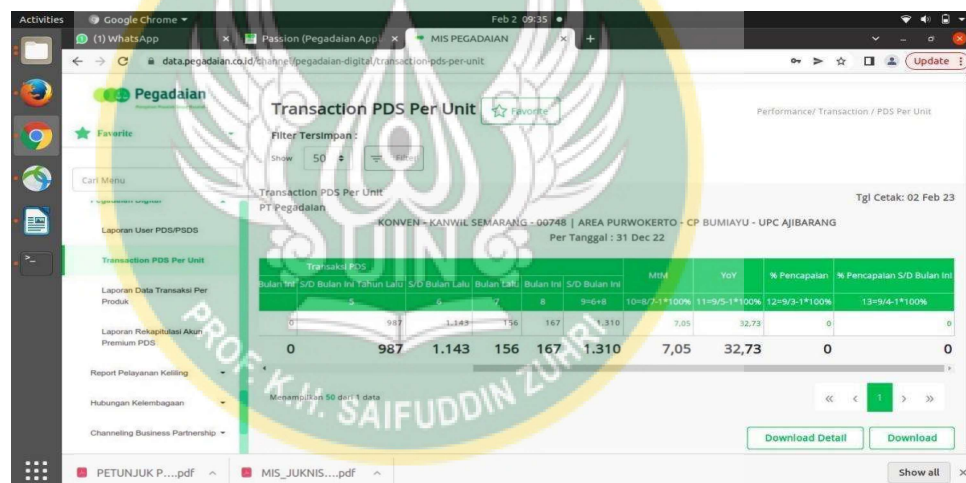 Activities
Google Chrome
Feb 2 09:35
(1) WhatsApp
Passion (Pegadaian Appl
MIS PEGADAIAN
data.pegadaian.co.id/channel/pegadaian-digital/transaction-pds-per-unit
Update
Pegadaian
Favorite
Cari Menu
Pegadaian Digital
Laporan User PDS/PSDS
Transaction PDS Per Unit
Laporan Data Transaksi Per Produk
Laporan Rekapitulasi Akun Premium PDS
Report Pelayanan Keliling
Hubungan Kelembagaan
Channeling Business Partnership
Transaction PDS Per Unit
Favorite
Performance/ Transaction / PDS Per Unit
Filter Tersimpan :
Show 50 Filter
Transaction PDS Per Unit
PT Pegadaian
Tgl Cetak: 02 Feb 23
KONVEN - KANWIL SEMARANG - 00748 | AREA PURWOKERTO - CP BUMIAYU - UPC AJIBARANG
Per Tanggal : 31 Dec 22
Transaksi PDS
MtM YoY % Pencapaian % Pencapaian S/D Bulan Ini
Bulan Ini S/D Bulan Ini Tahun Lalu S/D Bulan Lalu Bulan Lalu Bulan Ini S/D Bulan Ini
5 6 7 8 9=6+8 10=8/7-1*100% 11=9/5-1*100% 12=9/3-1*100% 13=9/4-1*100%
0 987 1.143 156 167 1.310 7,05 32,73 0 0
0 987 1.143 156 167 1.310 7,05 32,73 0 0
Menampilkan 50 dari 1 data
1
Download Detail Download
PETUNJUK P....pdf
MIS_JUKNIS....pdf
Show all
UIN
PROF. K.H. SAIFUDDIN ZUHRI